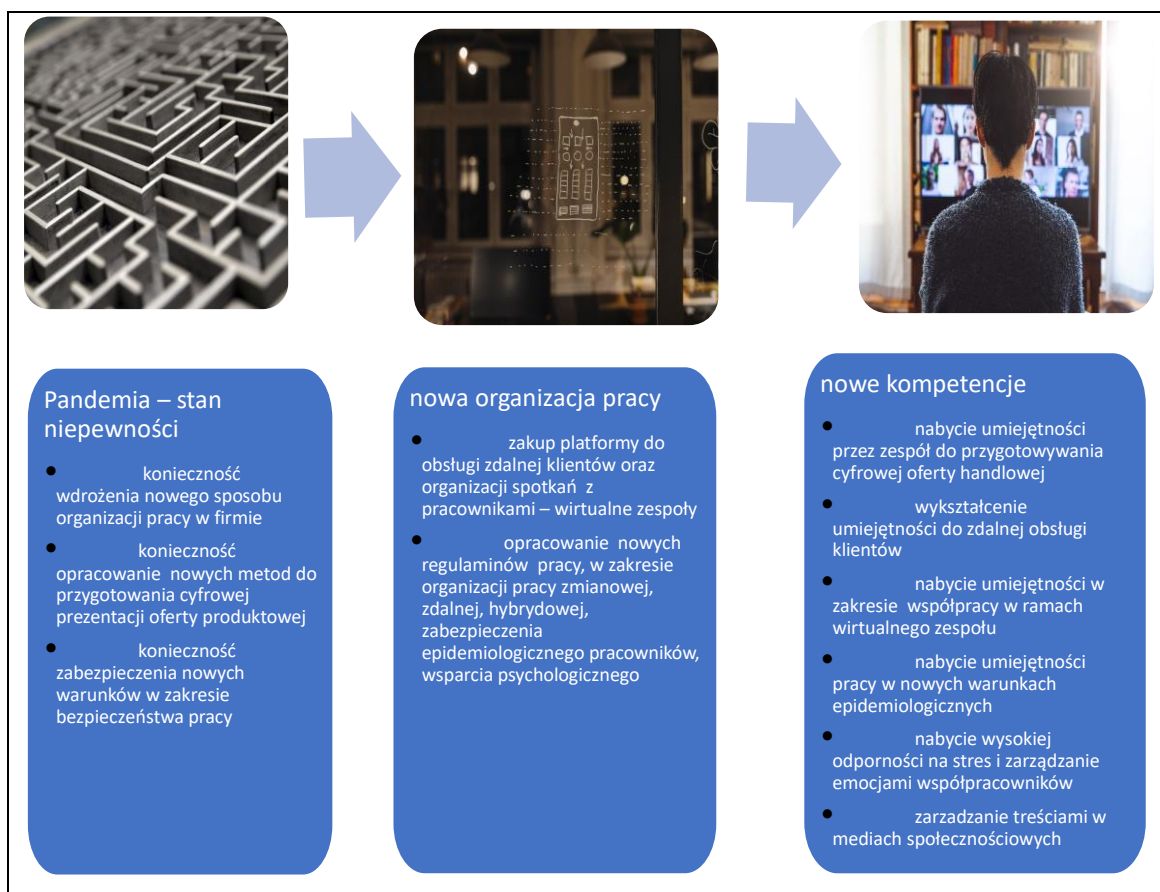 Pandemia – stan
niepewności
• konieczność
wdrożenia nowego sposobu
organizacji pracy w firmie
• konieczność
opracowanie nowych metod do
przygotowania cyfrowej
prezentacji oferty produktowej
• konieczność
zabezpieczenia nowych
warunków w zakresie
bezpieczeństwa pracy
nowa organizacja pracy
• zakup platformy do
obsługi zdalnej klientów oraz
organizacji spotkań z
pracownikami – wirtualne zespoły
• opracowanie nowych
regulaminów pracy, w zakresie
organizacji pracy zmianowej,
zdalnej, hybrydowej,
zabezpieczenia
epidemiologicznego pracowników,
wsparcia psychologicznego
nowe kompetencje
• nabycie umiejętności
przez zespół do przygotowywania
cyfrowej oferty handlowej
• wykształcenie
umiejętności do zdalnej obsługi
klientów
• nabycie umiejętności w
zakresie współpracy w ramach
wirtualnego zespołu
• nabycie umiejętności
pracy w nowych warunkach
epidemiologicznych
• nabycie wysokiej
odporności na stres i zarządzanie
emocjami współpracowników
• zarzadzanie treściami w
mediach społecznościowych